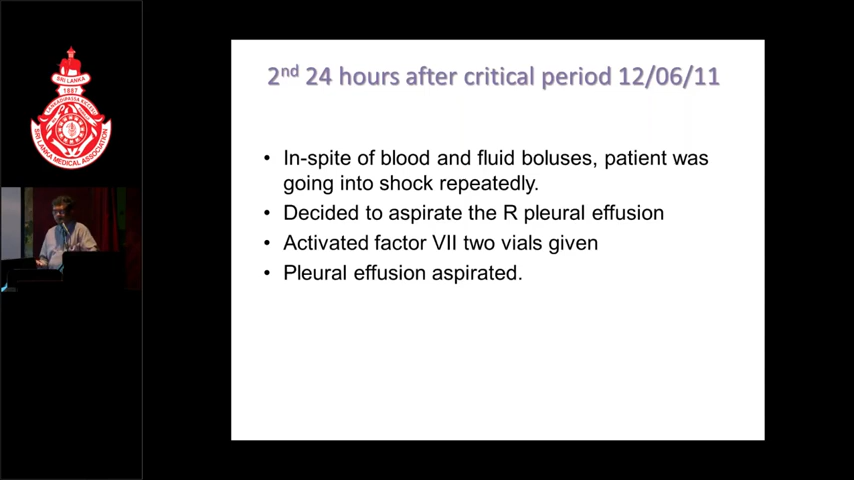 SRI LANKA
1887
SRI LANKA MEDICAL ASSOCIATION
2nd 24 hours after critical period 12/06/11
• In-spite of blood and fluid boluses, patient was
going into shock repeatedly.
• Decided to aspirate the R pleural effusion
• Activated factor VII two vials given
• Pleural effusion aspirated.